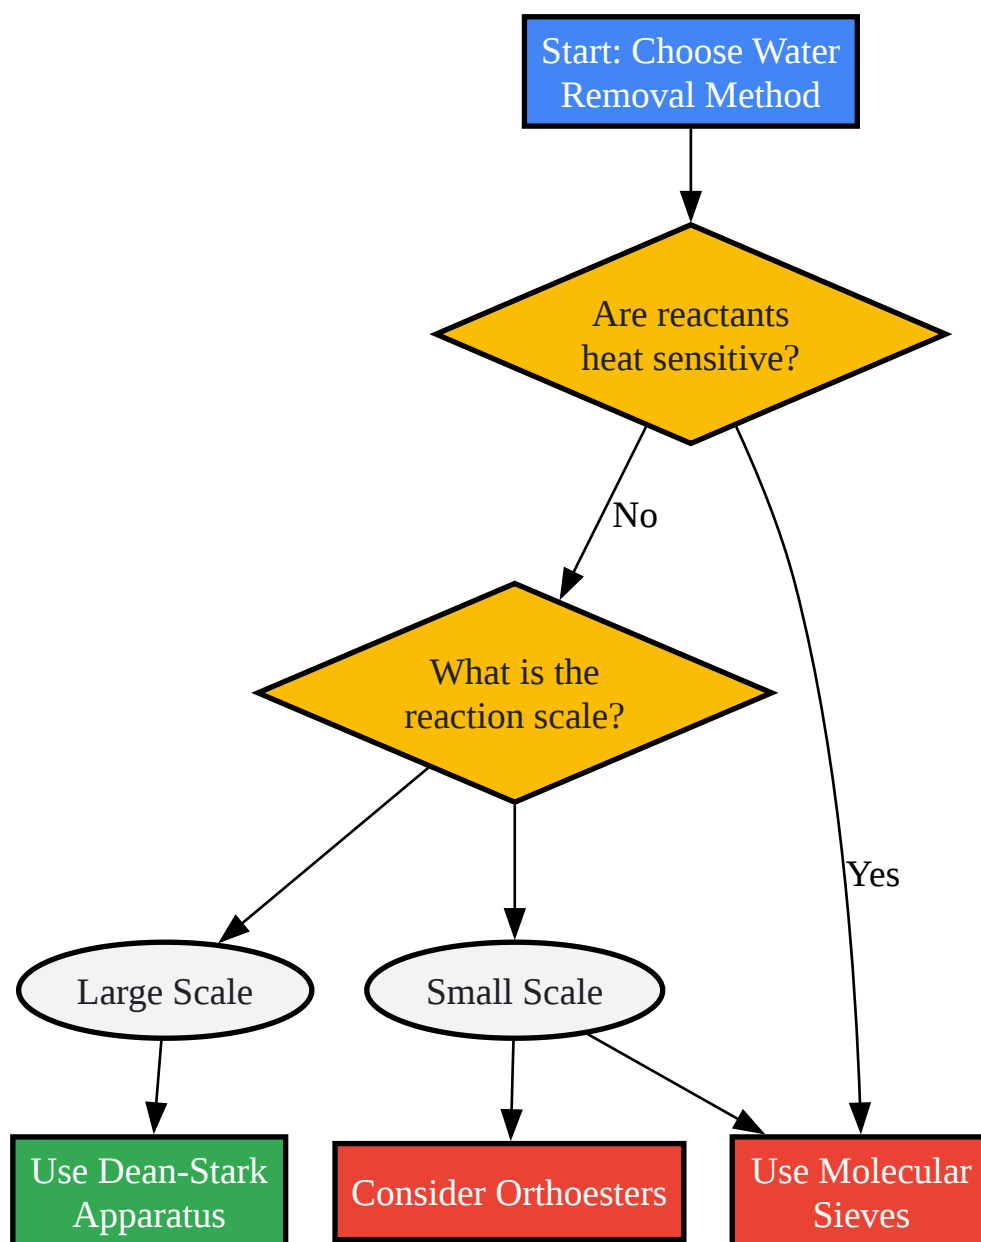 Start: Choose Water
Removal Method
Are reactants
heat sensitive?
No
What is the
reaction scale?
Yes
Large Scale
Small Scale
Use Dean-Stark
Apparatus
Consider Orthoesters
Use Molecular
Sieves